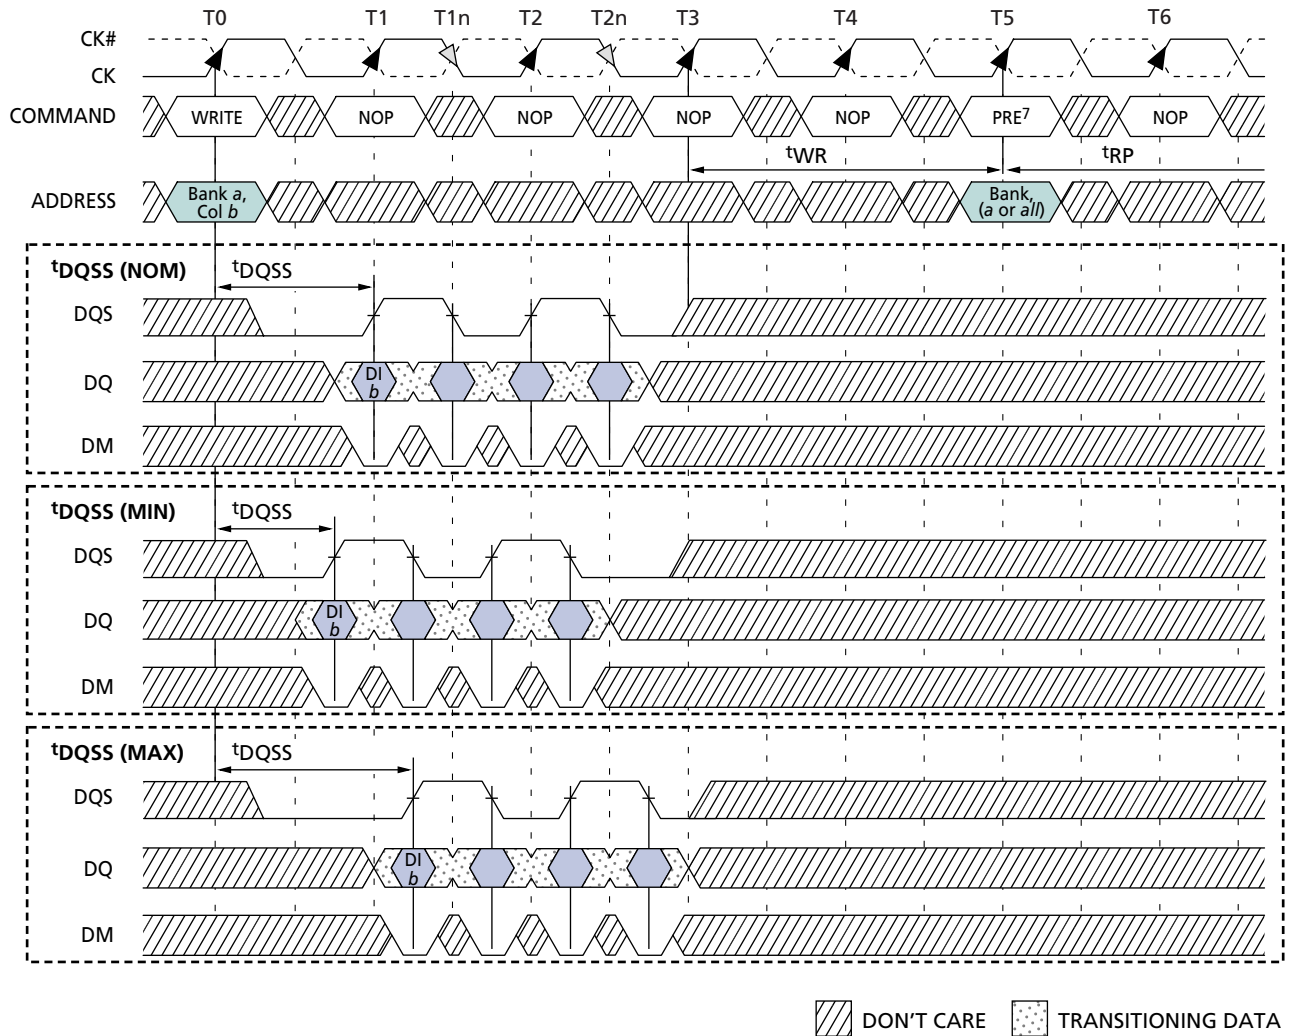 T0 T1 T1n T2 T2n T3 T4 T5 T6
CK#
CK
COMMAND WRITE NOP NOP NOP NOP PRE7 NOP
tWR tRP
ADDRESS Bank a, Bank,
Col b (a or all)
tDQSS (NOM) tDQSS
DQS
DQ DI
b
DM
tDQSS (MIN) tDQSS
DQS
DQ DI
b
DM
tDQSS (MAX) tDQSS
DQS
DQ DI
b
DM
DON'T CARE TRANSITIONING DATA